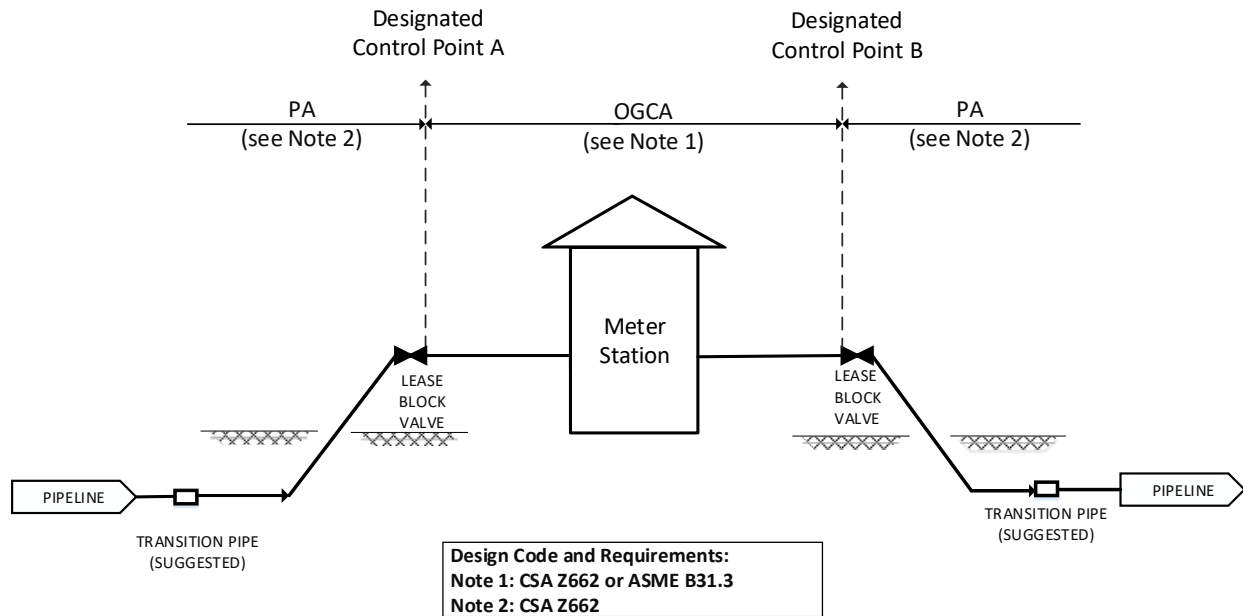 Designated
Control Point A
Designated
Control Point B
PA
(see Note 2)
OGCA
(see Note 1)
PA
(see Note 2)
Meter
Station
LEASE
BLOCK
VALVE
LEASE
BLOCK
VALVE
PIPELINE
PIPELINE
TRANSITION PIPE
(SUGGESTED)
TRANSITION PIPE
(SUGGESTED)
Design Code and Requirements:
Note 1: CSA Z662 or ASME B31.3
Note 2: CSA Z662